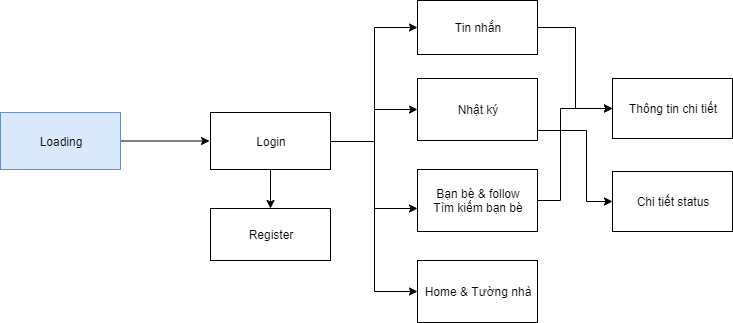 Loading
Login
Register
Tin nhắn
Nhật ký
Bạn bè & follow
Tìm kiếm bạn bè
Home & Tường nhà
Thông tin chi tiết
Chi tiết status